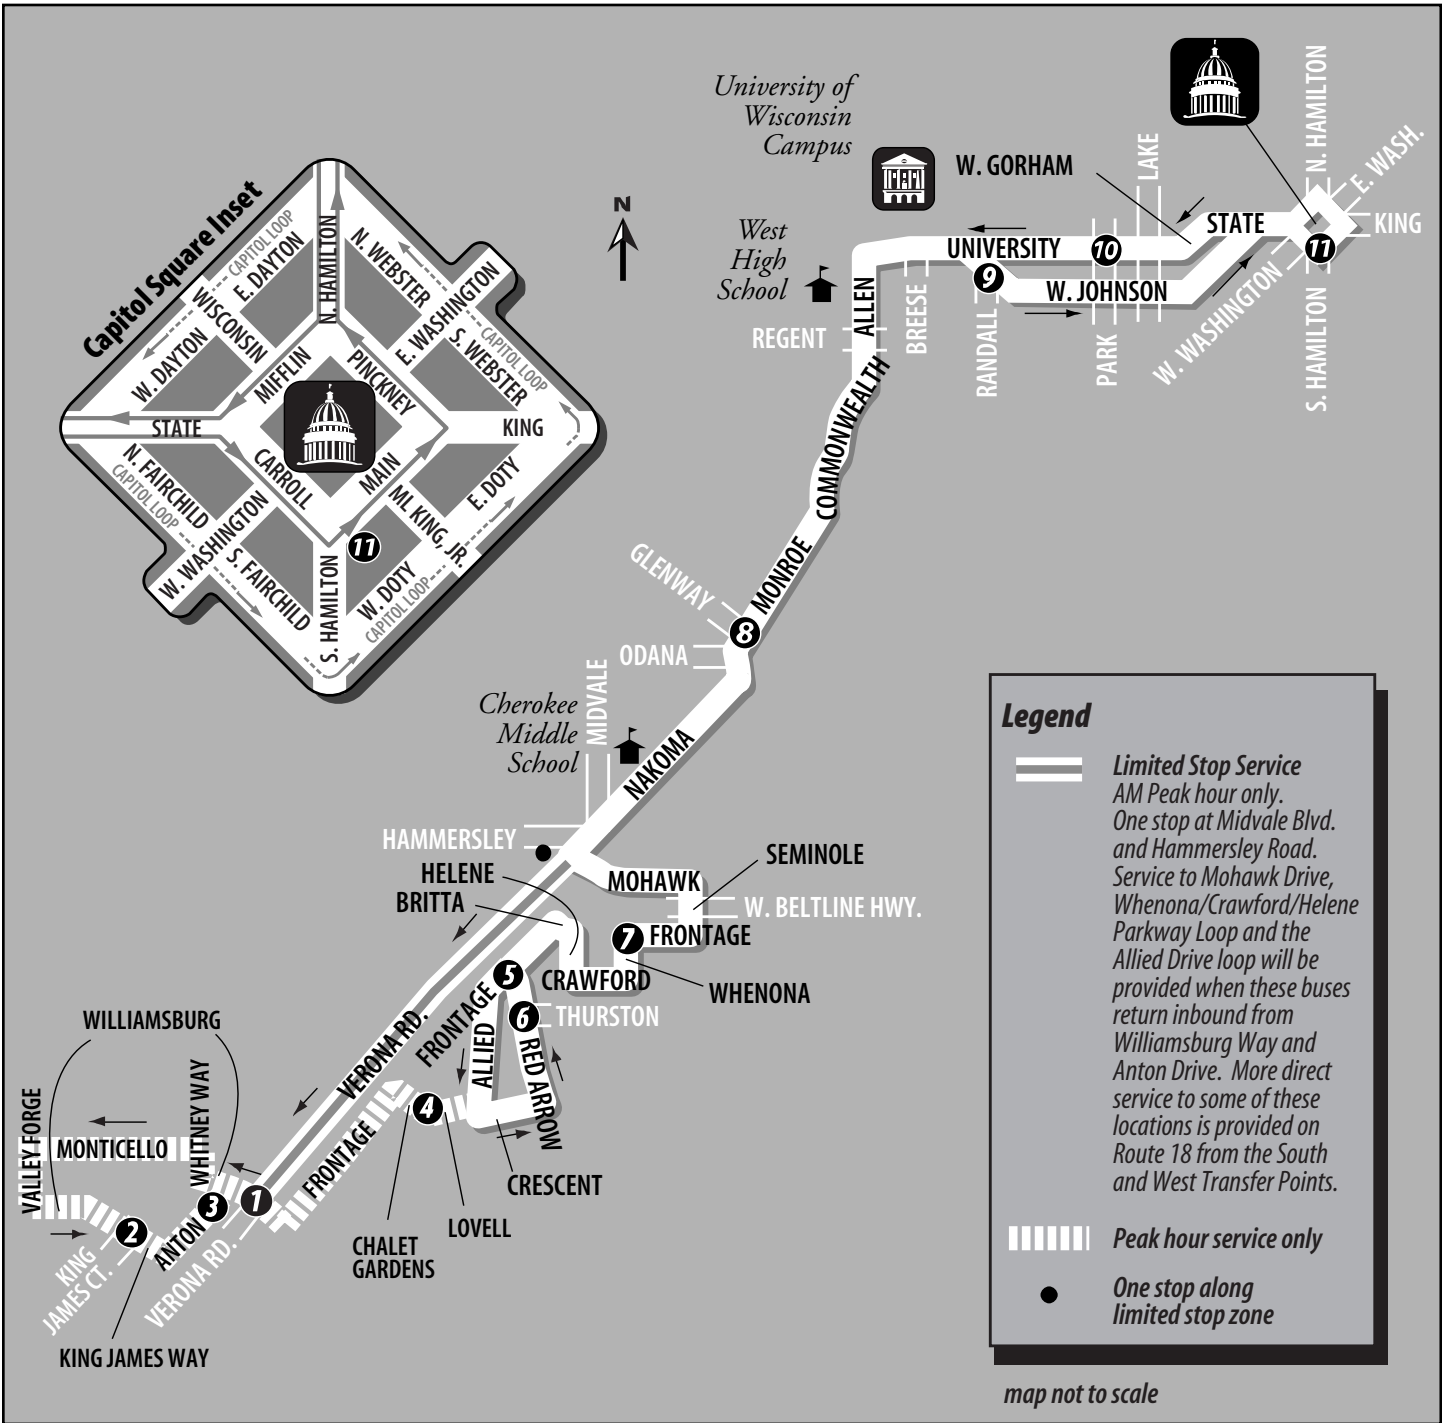 University of
Wisconsin
Campus
W. GORHAM
LAKE
N. HAMILTON
E. WASH.
STATE
KING
UNIVERSITY
10
11
9
W. JOHNSON
West
High
School
ALLEN
REGENT
BREESE
RANDALL
PARK
W. WASHINGTON
S. HAMILTON
COMMONWEALTH
MONROE
GLENWAY
8
ODANA
N
Capitol Square Inset
CAPITOL LOOP
E. DAYTON
N. HAMILTON
N. WEBSTER
WISCONSIN
E. WASHINGTON
W. DAYTON
MIFFLIN
PINCKNEY
S. WEBSTER
CAPITOL LOOP
STATE
KING
N. FAIRCHILD
CAPITOL LOOP
CARROLL
MAIN
ML KING, JR.
E. DOTY
W. WASHINGTON
11
S. FAIRCHILD
S. HAMILTON
W. DOTY
CAPITOL LOOP
Cherokee
Middle
School
MIDVALE
NAKOMA
HAMMERSLEY
HELENE
BRITTA
MOHAWK
SEMINOLE
W. BELTLINE HWY.
7
FRONTAGE
CRAWFORD
WHENONA
5
FRONTAGE
6
THURSTON
VERONA RD.
ALLIED
RED ARROW
WILLIAMSBURG
VALLEY FORGE
WHITNEY WAY
MONTICELLO
FRONTAGE
4
CRESCENT
LOVELL
CHALET
GARDENS
3
1
2
ANTON
KING
JAMES CT.
VERONA RD.
KING JAMES WAY
Legend
Limited Stop Service
AM Peak hour only.
One stop at Midvale Blvd.
and Hammersley Road.
Service to Mohawk Drive,
Whenona/Crawford/Helene
Parkway Loop and the
Allied Drive loop will be
provided when these buses
return inbound from
Williamsburg Way and
Anton Drive. More direct
service to some of these
locations is provided on
Route 18 from the South
and West Transfer Points.
Peak hour service only
One stop along
limited stop zone
map not to scale